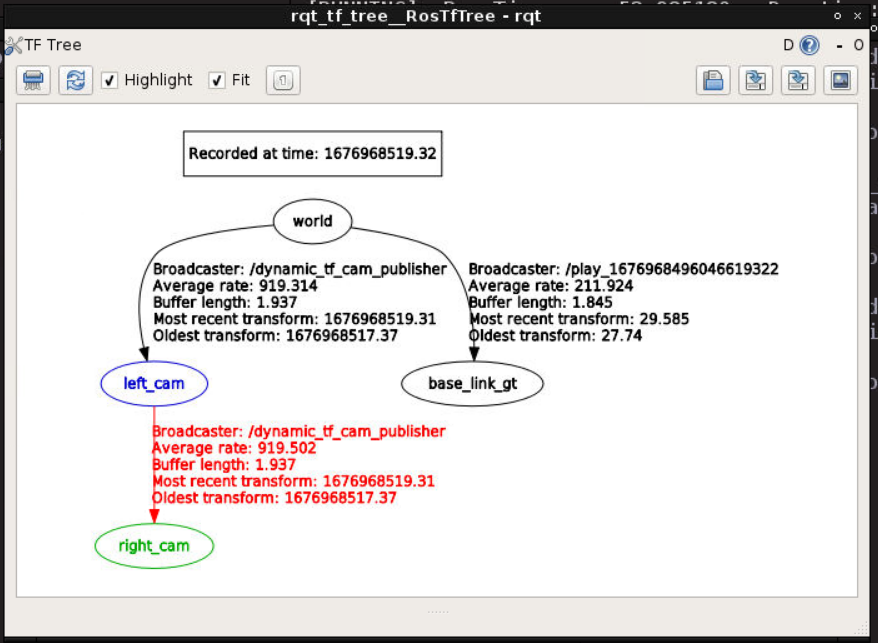 rqt_tf_tree__RosTfTree - rqt
TF Tree
D
- O
Highlight
Fit
Recorded at time: 1676968519.32
world
Broadcaster: /dynamic_tf_cam_publisher
Average rate: 919.314
Buffer length: 1.937
Most recent transform: 1676968519.31
Oldest transform: 1676968517.37
Broadcaster: /play_1676968496046619322
Average rate: 211.924
Buffer length: 1.845
Most recent transform: 29.585
Oldest transform: 27.74
left_cam
base_link_gt
Broadcaster: /dynamic_tf_cam_publisher
Average rate: 919.502
Buffer length: 1.937
Most recent transform: 1676968519.31
Oldest transform: 1676968517.37
right_cam